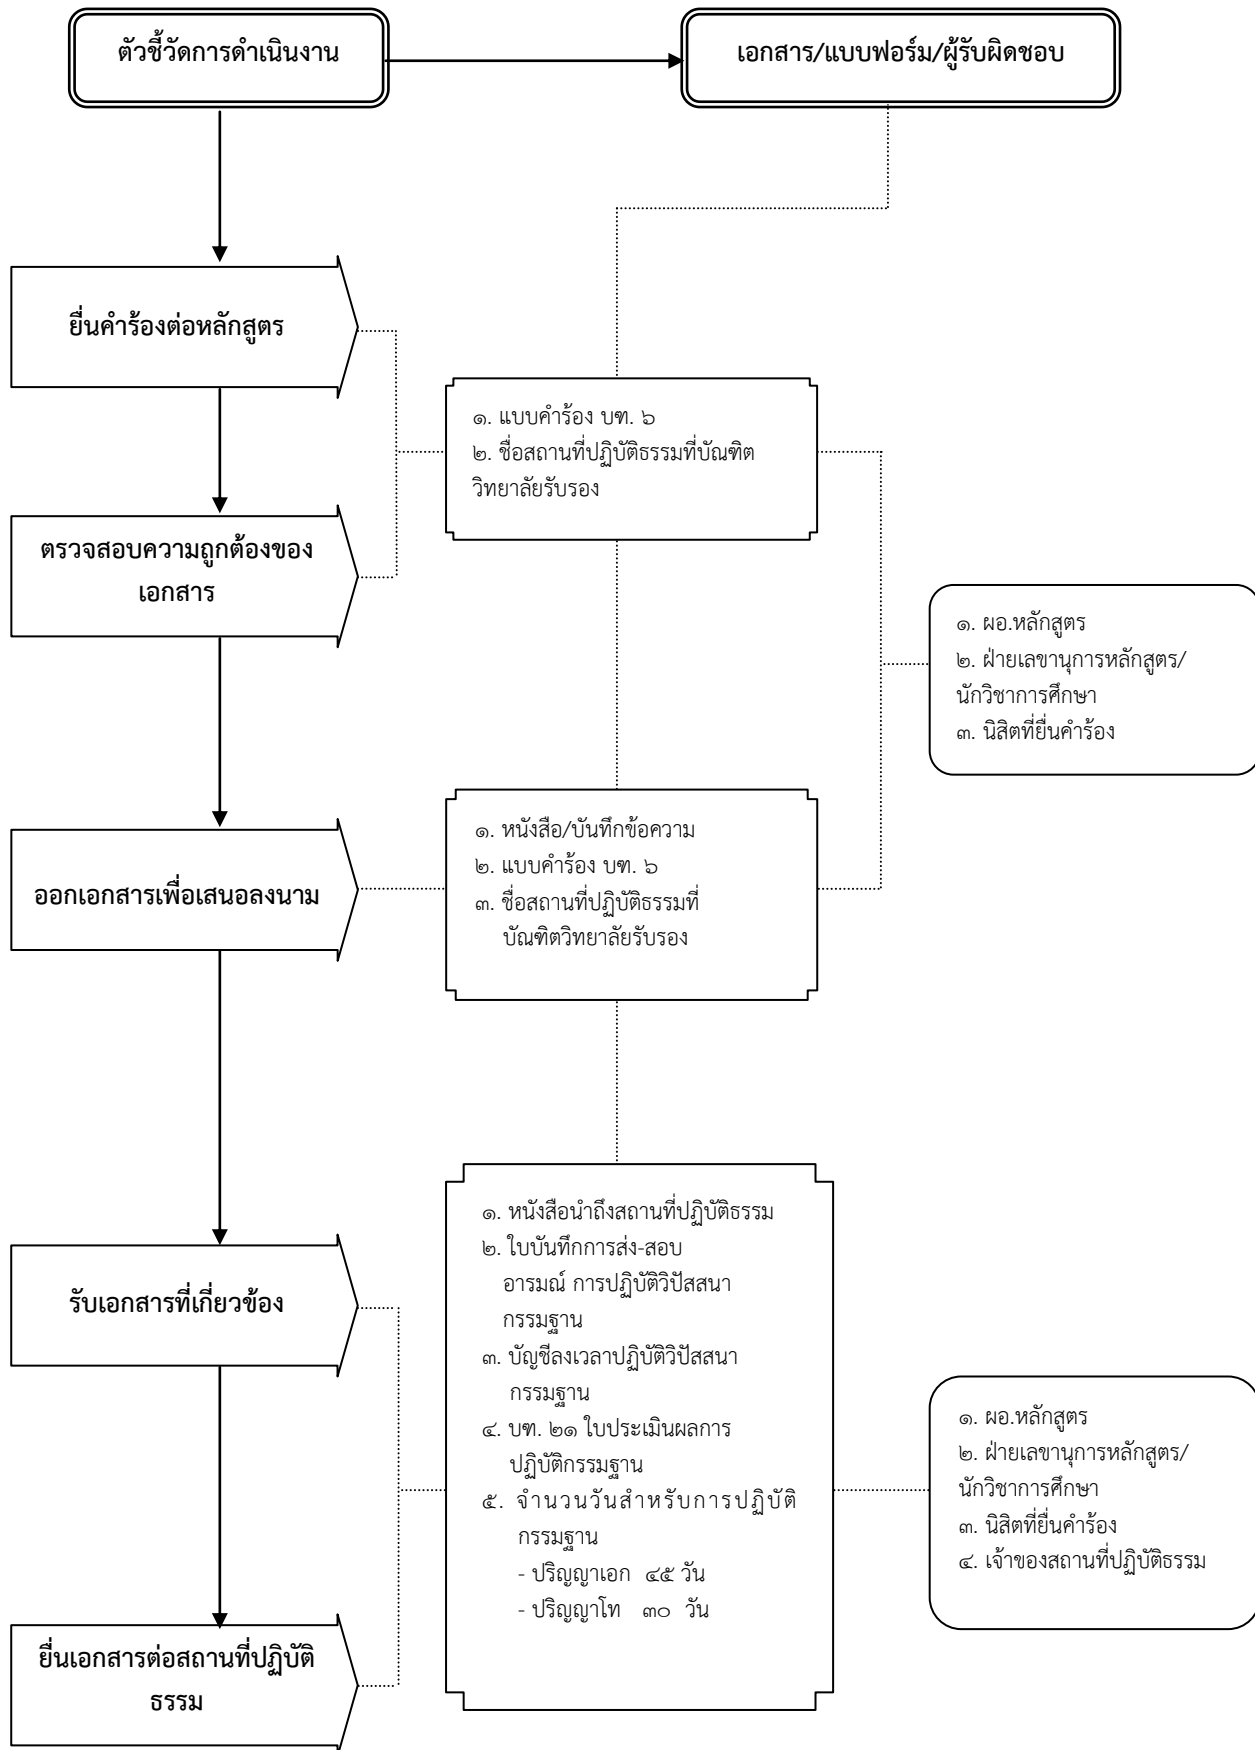 ตัวชี้วัดการดำเนินงาน
เอกสาร/แบบฟอร์ม/ผู้รับผิดชอบ
ยื่นคำร้องต่อหลักสูตร
๑. แบบคำร้อง บฑ. ๖
๒. ชื่อสถานที่ปฏิบัติธรรมที่บัณฑิต
วิทยาลัยรับรอง
ตรวจสอบความถูกต้องของ
เอกสาร
๑. ผอ.หลักสูตร
๒. ฝ่ายเลขานุการหลักสูตร/
นักวิชาการศึกษา
๓. นิสิตที่ยื่นคำร้อง
ออกเอกสารเพื่อเสนอลงนาม
๑. หนังสือ/บันทึกข้อความ
๒. แบบคำร้อง บฑ. ๖
๓. ชื่อสถานที่ปฏิบัติธรรมที่
บัณฑิตวิทยาลัยรับรอง
รับเอกสารที่เกี่ยวข้อง
๑. หนังสือนำถึงสถานที่ปฏิบัติธรรม
๒. ใบบันทึกการส่ง-สอบ
อารมณ์ การปฏิบัติวิปัสสนา
กรรมฐาน
๓. บัญชีลงเวลาปฏิบัติวิปัสสนา
กรรมฐาน
๔. บฑ. ๒๑ ใบประเมินผลการ
ปฏิบัติกรรมฐาน
๕. จำนวนวันสำหรับการปฏิบัติ
กรรมฐาน
- ปริญญาเอก ๔๕ วัน
- ปริญญาโท ๓๐ วัน
๑. ผอ.หลักสูตร
๒. ฝ่ายเลขานุการหลักสูตร/
นักวิชาการศึกษา
๓. นิสิตที่ยื่นคำร้อง
๔. เจ้าของสถานที่ปฏิบัติธรรม
ยื่นเอกสารต่อสถานที่ปฏิบัติ
ธรรม